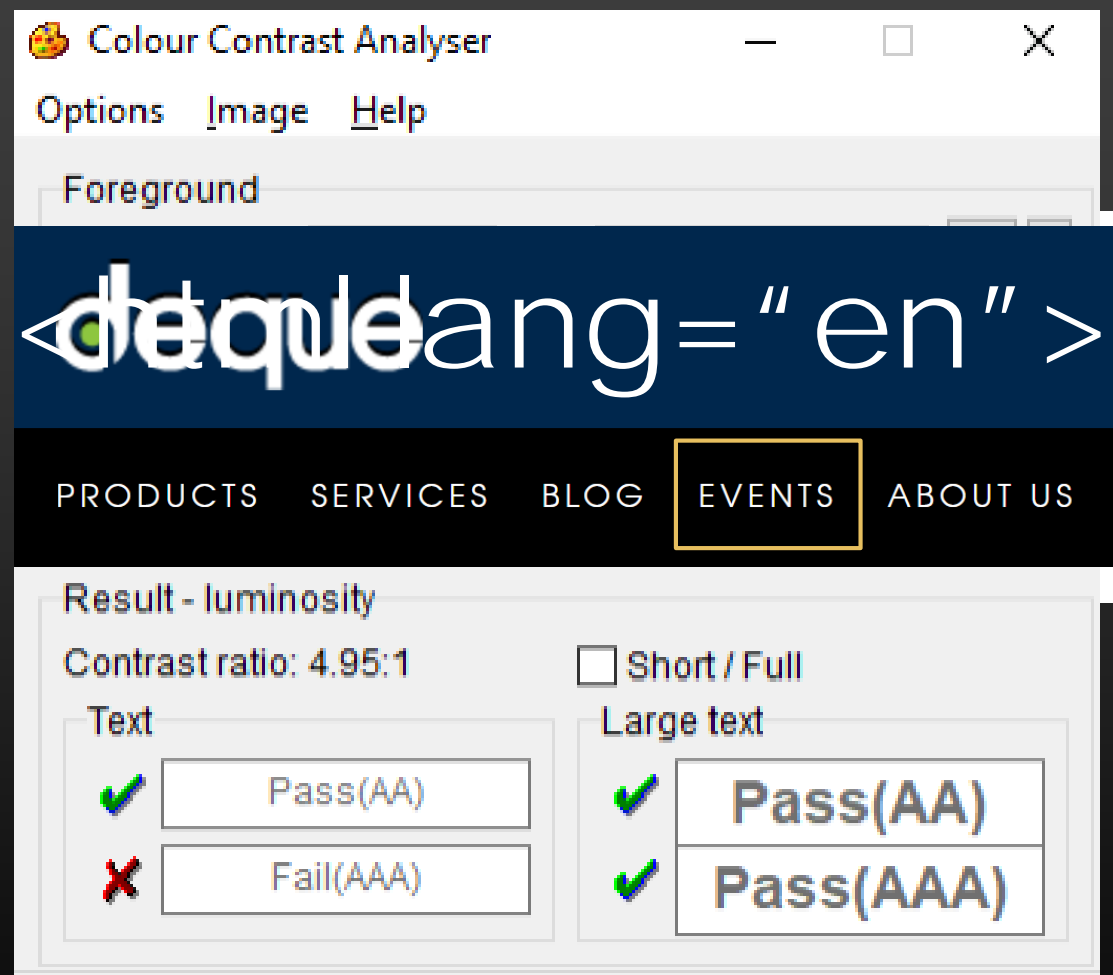 Colour Contrast Analyser
Options Image Help
Foreground
deque
<html lang=“en”>
PRODUCTS SERVICES BLOG EVENTS ABOUT US
Result - luminosity
Contrast ratio: 4.95:1 Short / Full
Text Large text
Pass(AA) Pass(AA)
Fail(AAA) Pass(AAA)